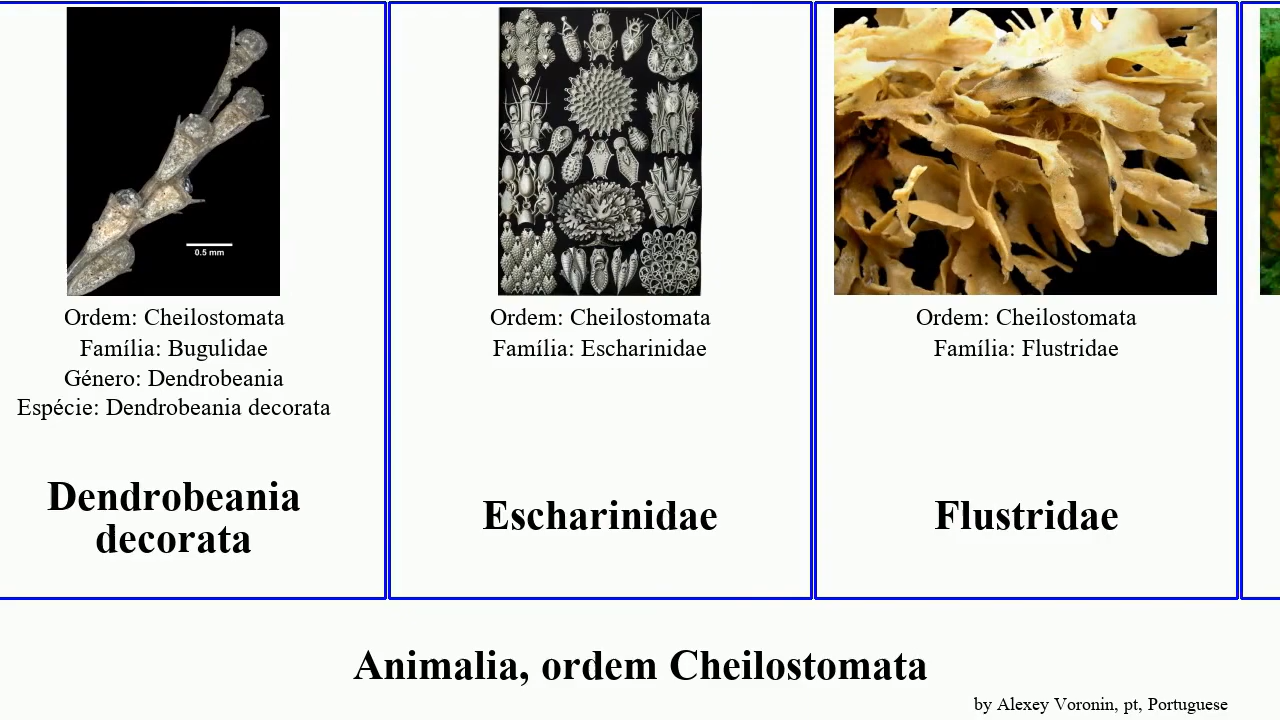 0.5 mm
Ordem: Cheilostomata
Família: Bugulidae
Género: Dendrobeania
Espécie: Dendrobeania decorata
Dendrobeania
decorata
Ordem: Cheilostomata
Família: Escharinidae
Escharinidae
Ordem: Cheilostomata
Família: Flustridae
Flustridae
Animalia, ordem Cheilostomata
by Alexey Voronin, pt, Portuguese